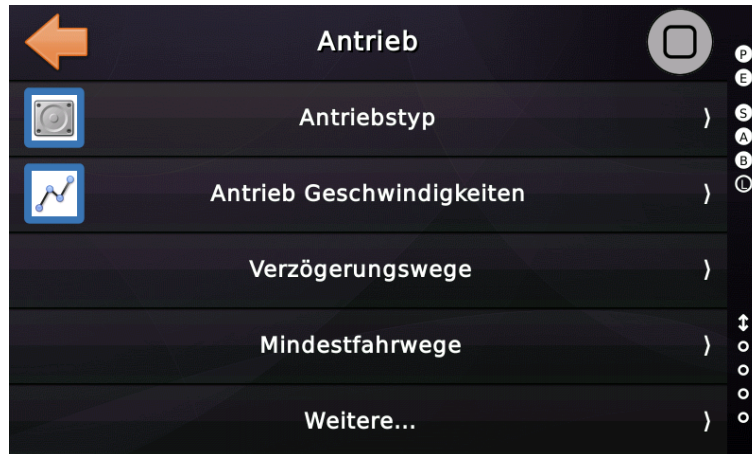 Antrieb
Antriebstyp
Antrieb Geschwindigkeiten
Verzögerungswege
Mindestfahrwege
Weitere...
P
E
S
A
B
L